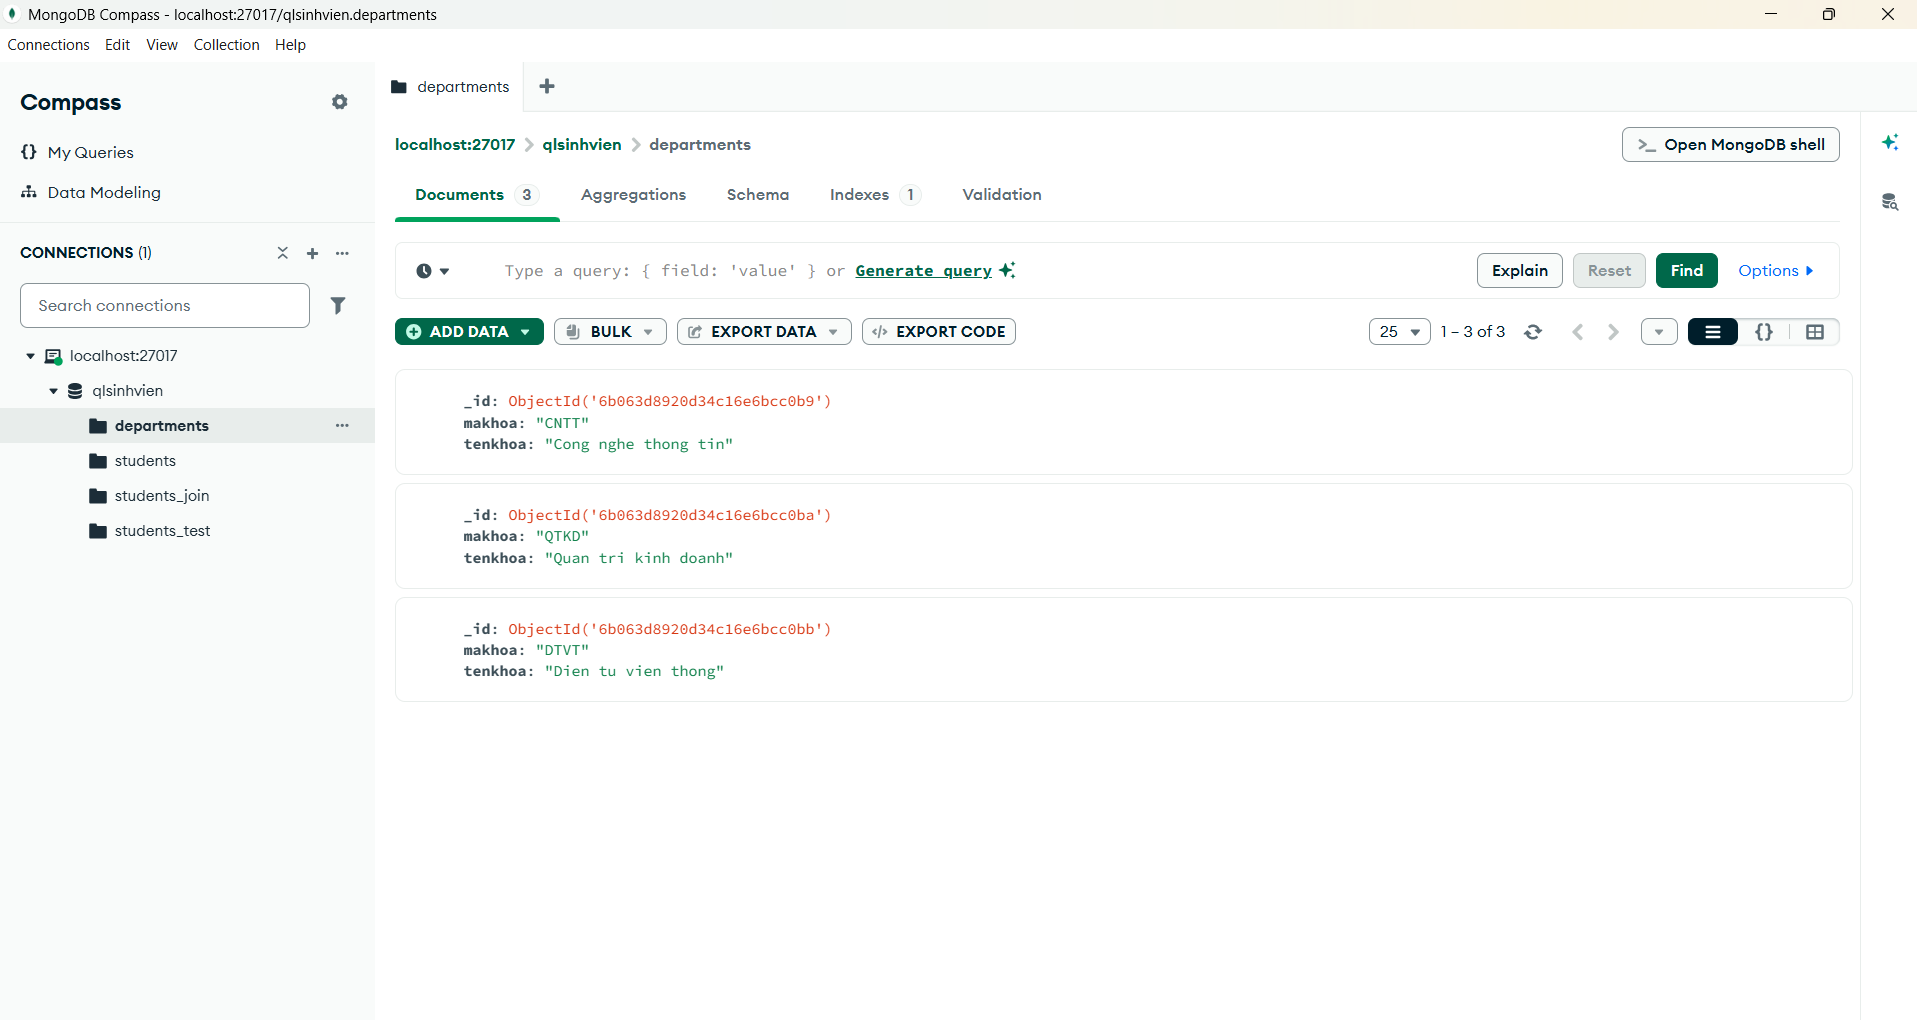 MongoDB Compass - localhost:27017/qlsinhvien.departments
Connections Edit View Collection Help
Compass
{} My Queries
Data Modeling
CONNECTIONS (1)
Search connections
localhost:27017
qlsinhvien
departments
students
students_join
students_test
departments
localhost:27017 > qlsinhvien > departments
>_ Open MongoDB shell
Documents 3 Aggregations Schema Indexes 1 Validation
Type a query: { field: 'value' } or Generate query
Explain Reset Find Options
ADD DATA BULK EXPORT DATA </> EXPORT CODE
25 1 – 3 of 3 {}
_id: ObjectId('6b063d8920d34c16e6bcc0b9')
makhoa: "CNTT"
tenkhoa: "Cong nghe thong tin"
_id: ObjectId('6b063d8920d34c16e6bcc0ba')
makhoa: "QTKD"
tenkhoa: "Quan tri kinh doanh"
_id: ObjectId('6b063d8920d34c16e6bcc0bb')
makhoa: "DTVT"
tenkhoa: "Dien tu vien thong"